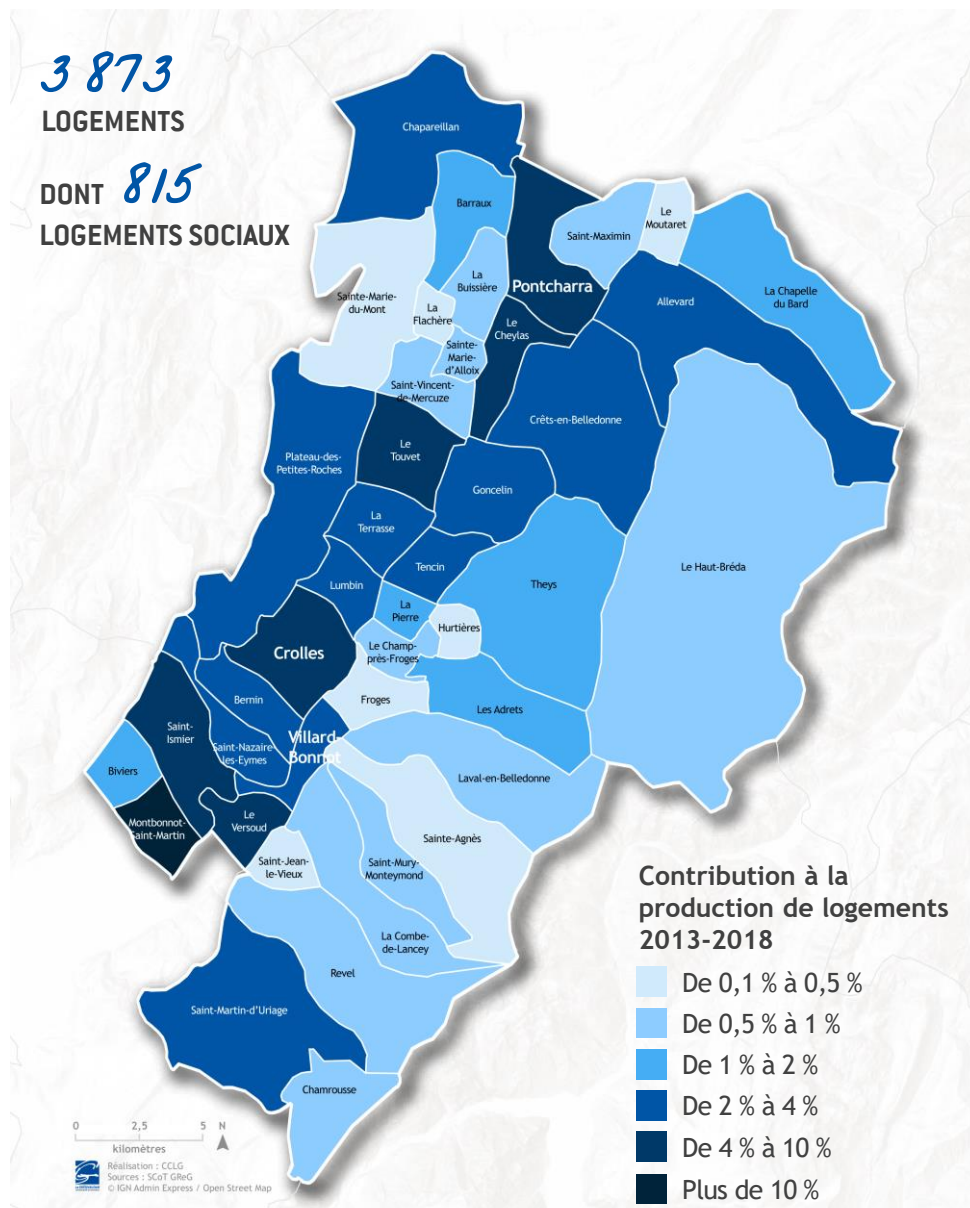 3 873
LOGEMENTS
DONT 815
LOGEMENTS SOCIAUX
Chapareillan
Barraux
Le
Moutaret
Saint-Maximin
La
Buissière
Pontcharra
La Chapelle
du Bard
Sainte-Marie-
du-Mont
La
Flachère
Le
Cheylas
Allevard
Sainte-
Marie-
d'Alloix
Saint-Vincent-
de-Mercuze
Crêts-en-Belledonne
Le
Touvet
Plateau-des-
Petites-Roches
Goncelin
La
Terrasse
Tencin
Le Haut-Bréda
Lumbin
Theys
La
Pierre
Hurtières
Crolles
Le Champ-
près-Froges
Froges
Bernin
Les Adrets
Saint-
Ismier
Villard-
Bonnot
Saint-Nazaire-
les-Eymes
Biviers
Laval-en-Belledonne
Montbonnot-
Saint-Martin
Le
Versoud
Sainte-Agnès
Saint-Jean-
le-Vieux
Saint-Mury-
Monteymond
La Combe-
de-Lancey
Revel
Saint-Martin-d'Uriage
Chamrousse
Contribution à la
production de logements
2013-2018
De 0,1 % à 0,5 %
De 0,5 % à 1 %
De 1 % à 2 %
De 2 % à 4 %
De 4 % à 10 %
Plus de 10 %
0 2,5 5 N
kilomètres
Réalisation : CCLG
Sources : SCoT GReG
© IGN Admin Express / Open Street Map